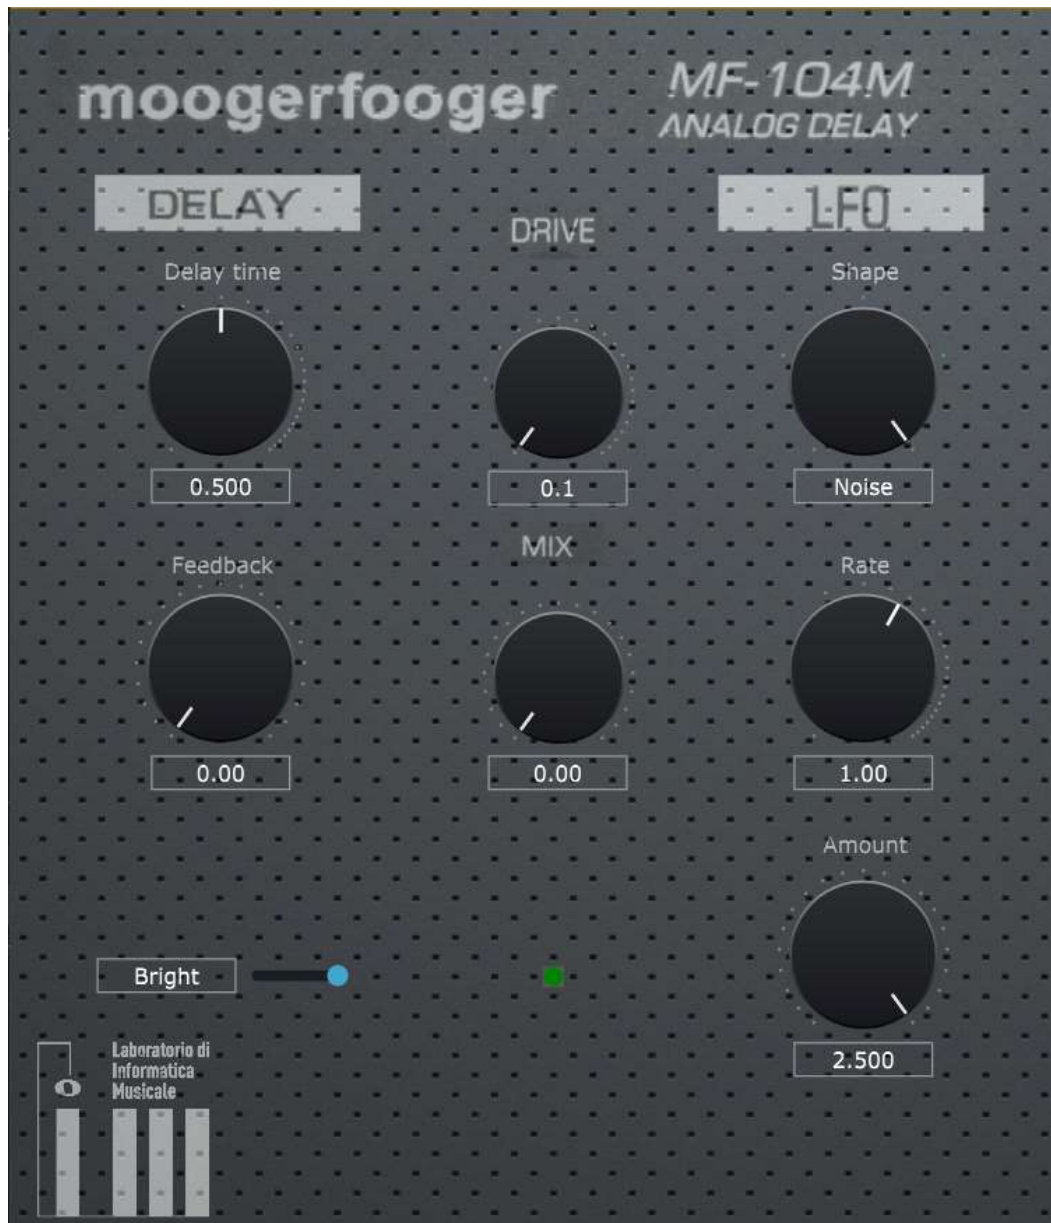 moogerfooger
MF-104M
ANALOG DELAY
DELAY
DRIVE
LFO
Delay time
Shape
0.500
0.1
Noise
Feedback
MIX
Rate
0.00
0.00
1.00
Amount
Bright
2.500
Laboratorio di
Informatica
Musicale